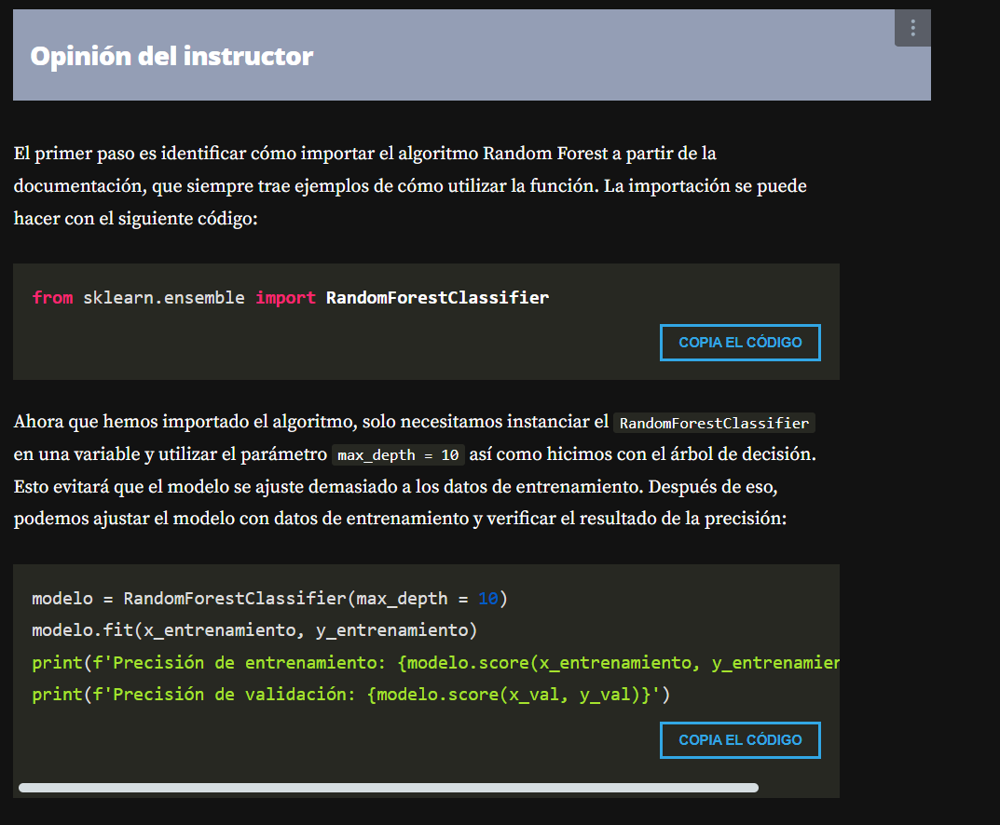 Opinión del instructor
El primer paso es identificar cómo importar el algoritmo Random Forest a partir de la
documentación, que siempre trae ejemplos de cómo utilizar la función. La importación se puede
hacer con el siguiente código:
from sklearn.ensemble import RandomForestClassifier
COPIA EL CÓDIGO
Ahora que hemos importado el algoritmo, solo necesitamos instanciar el RandomForestClassifier
en una variable y utilizar el parámetro max_depth = 10 así como hicimos con el árbol de decisión.
Esto evitará que el modelo se ajuste demasiado a los datos de entrenamiento. Después de eso,
podemos ajustar el modelo con datos de entrenamiento y verificar el resultado de la precisión:
modelo = RandomForestClassifier(max_depth = 10)
modelo.fit(x_entrenamiento, y_entrenamiento)
print(f'Precisión de entrenamiento: {modelo.score(x_entrenamiento, y_entrenamien
print(f'Precisión de validación: {modelo.score(x_val, y_val)}')
COPIA EL CÓDIGO